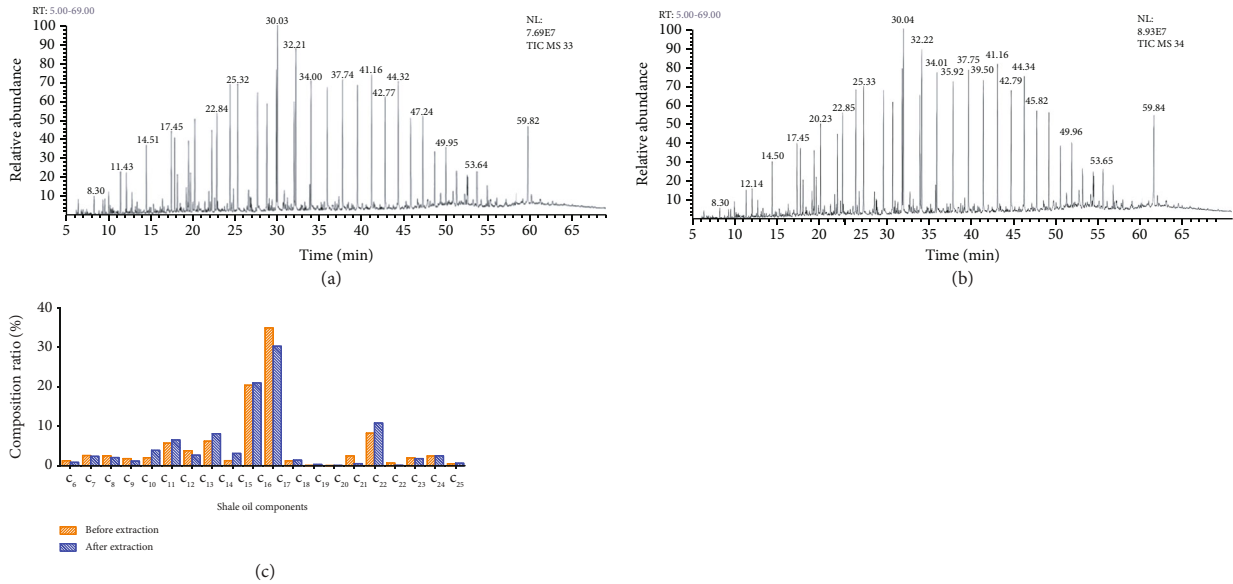 RT: 5.00-69.00
NL:
7.69E7
TIC MS 33
Relative abundance
100
90
80
70
60
50
40
30
20
10
8.30
11.43
14.51
17.45
22.84
25.32
30.03
32.21
34.00
37.74
41.16
42.77
44.32
47.24
49.95
53.64
59.82
5 10 15 20 25 30 35 40 45 50 55 60 65
Time (min)
(a)
RT: 5.00-69.00
NL:
8.93E7
TIC MS 34
Relative abundance
100
90
80
70
60
50
40
30
20
10
8.30
12.14
14.50
17.45
20.23
22.85
25.33
30.04
32.22
34.01
35.92
37.75
39.50
41.16
42.79
44.34
45.82
49.96
53.65
59.84
5 10 15 20 23 30 35 40 45 50 55 60 65
Time (min)
(b)
Composition ratio (%)
40
30
20
10
0
C6 C7 C8 C9 C10 C11 C12 C13 C14 C15 C16 C17 C18 C19 C20 C21 C22 C22 C23 C24 C25
Shale oil components
Before extraction
After extraction
(c)